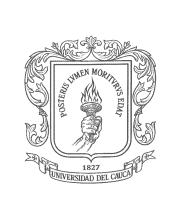 POSTERIS LVMEN MORITVRVS EDAT
1827
UNIVERSIDAD DEL CAUCA